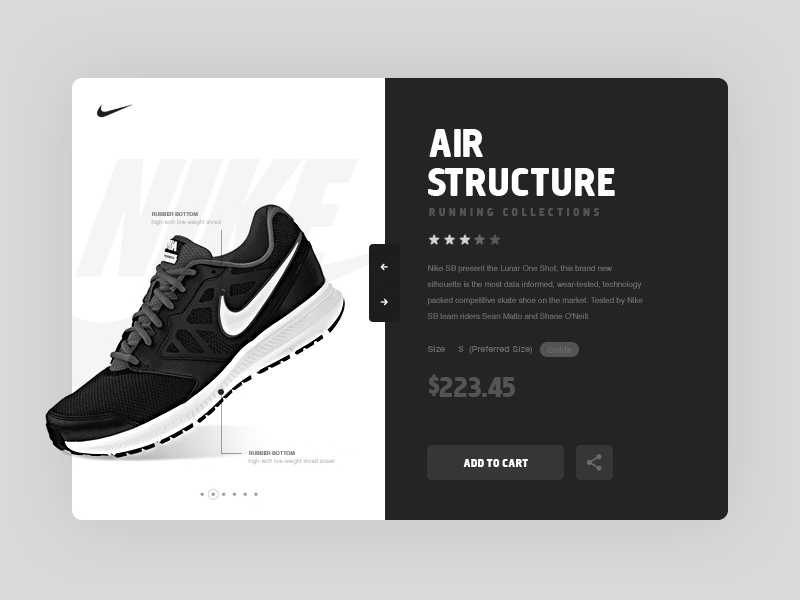 NIKE
RUBBER BOTTOM
high-tech low-weight shred
RUBBER BOTTOM
high-tech low-weight shred sneak
AIR
STRUCTURE
RUNNING COLLECTIONS
Nike SB present the Lunar One Shot, this brand new
silhouette is the most data informed, wear-tested, technology
packed competitive skate shoe on the market. Tested by Nike
SB team riders Sean Malto and Shane O'Neill.
Size S (Preferred Size) Guide
$223.45
ADD TO CART